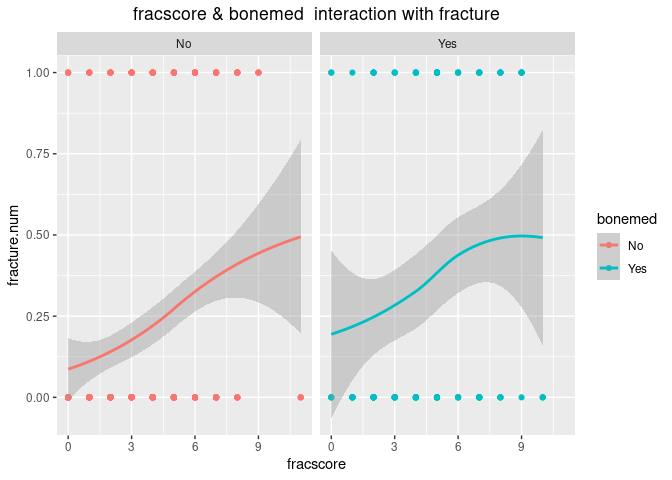 fracscore & bonemed  interaction with fracture
No
Yes
1.00
0.75
0.50
0.25
0.00
fracture.num
0
3
6
9
0
3
6
9
fracscore
bonemed
No
Yes